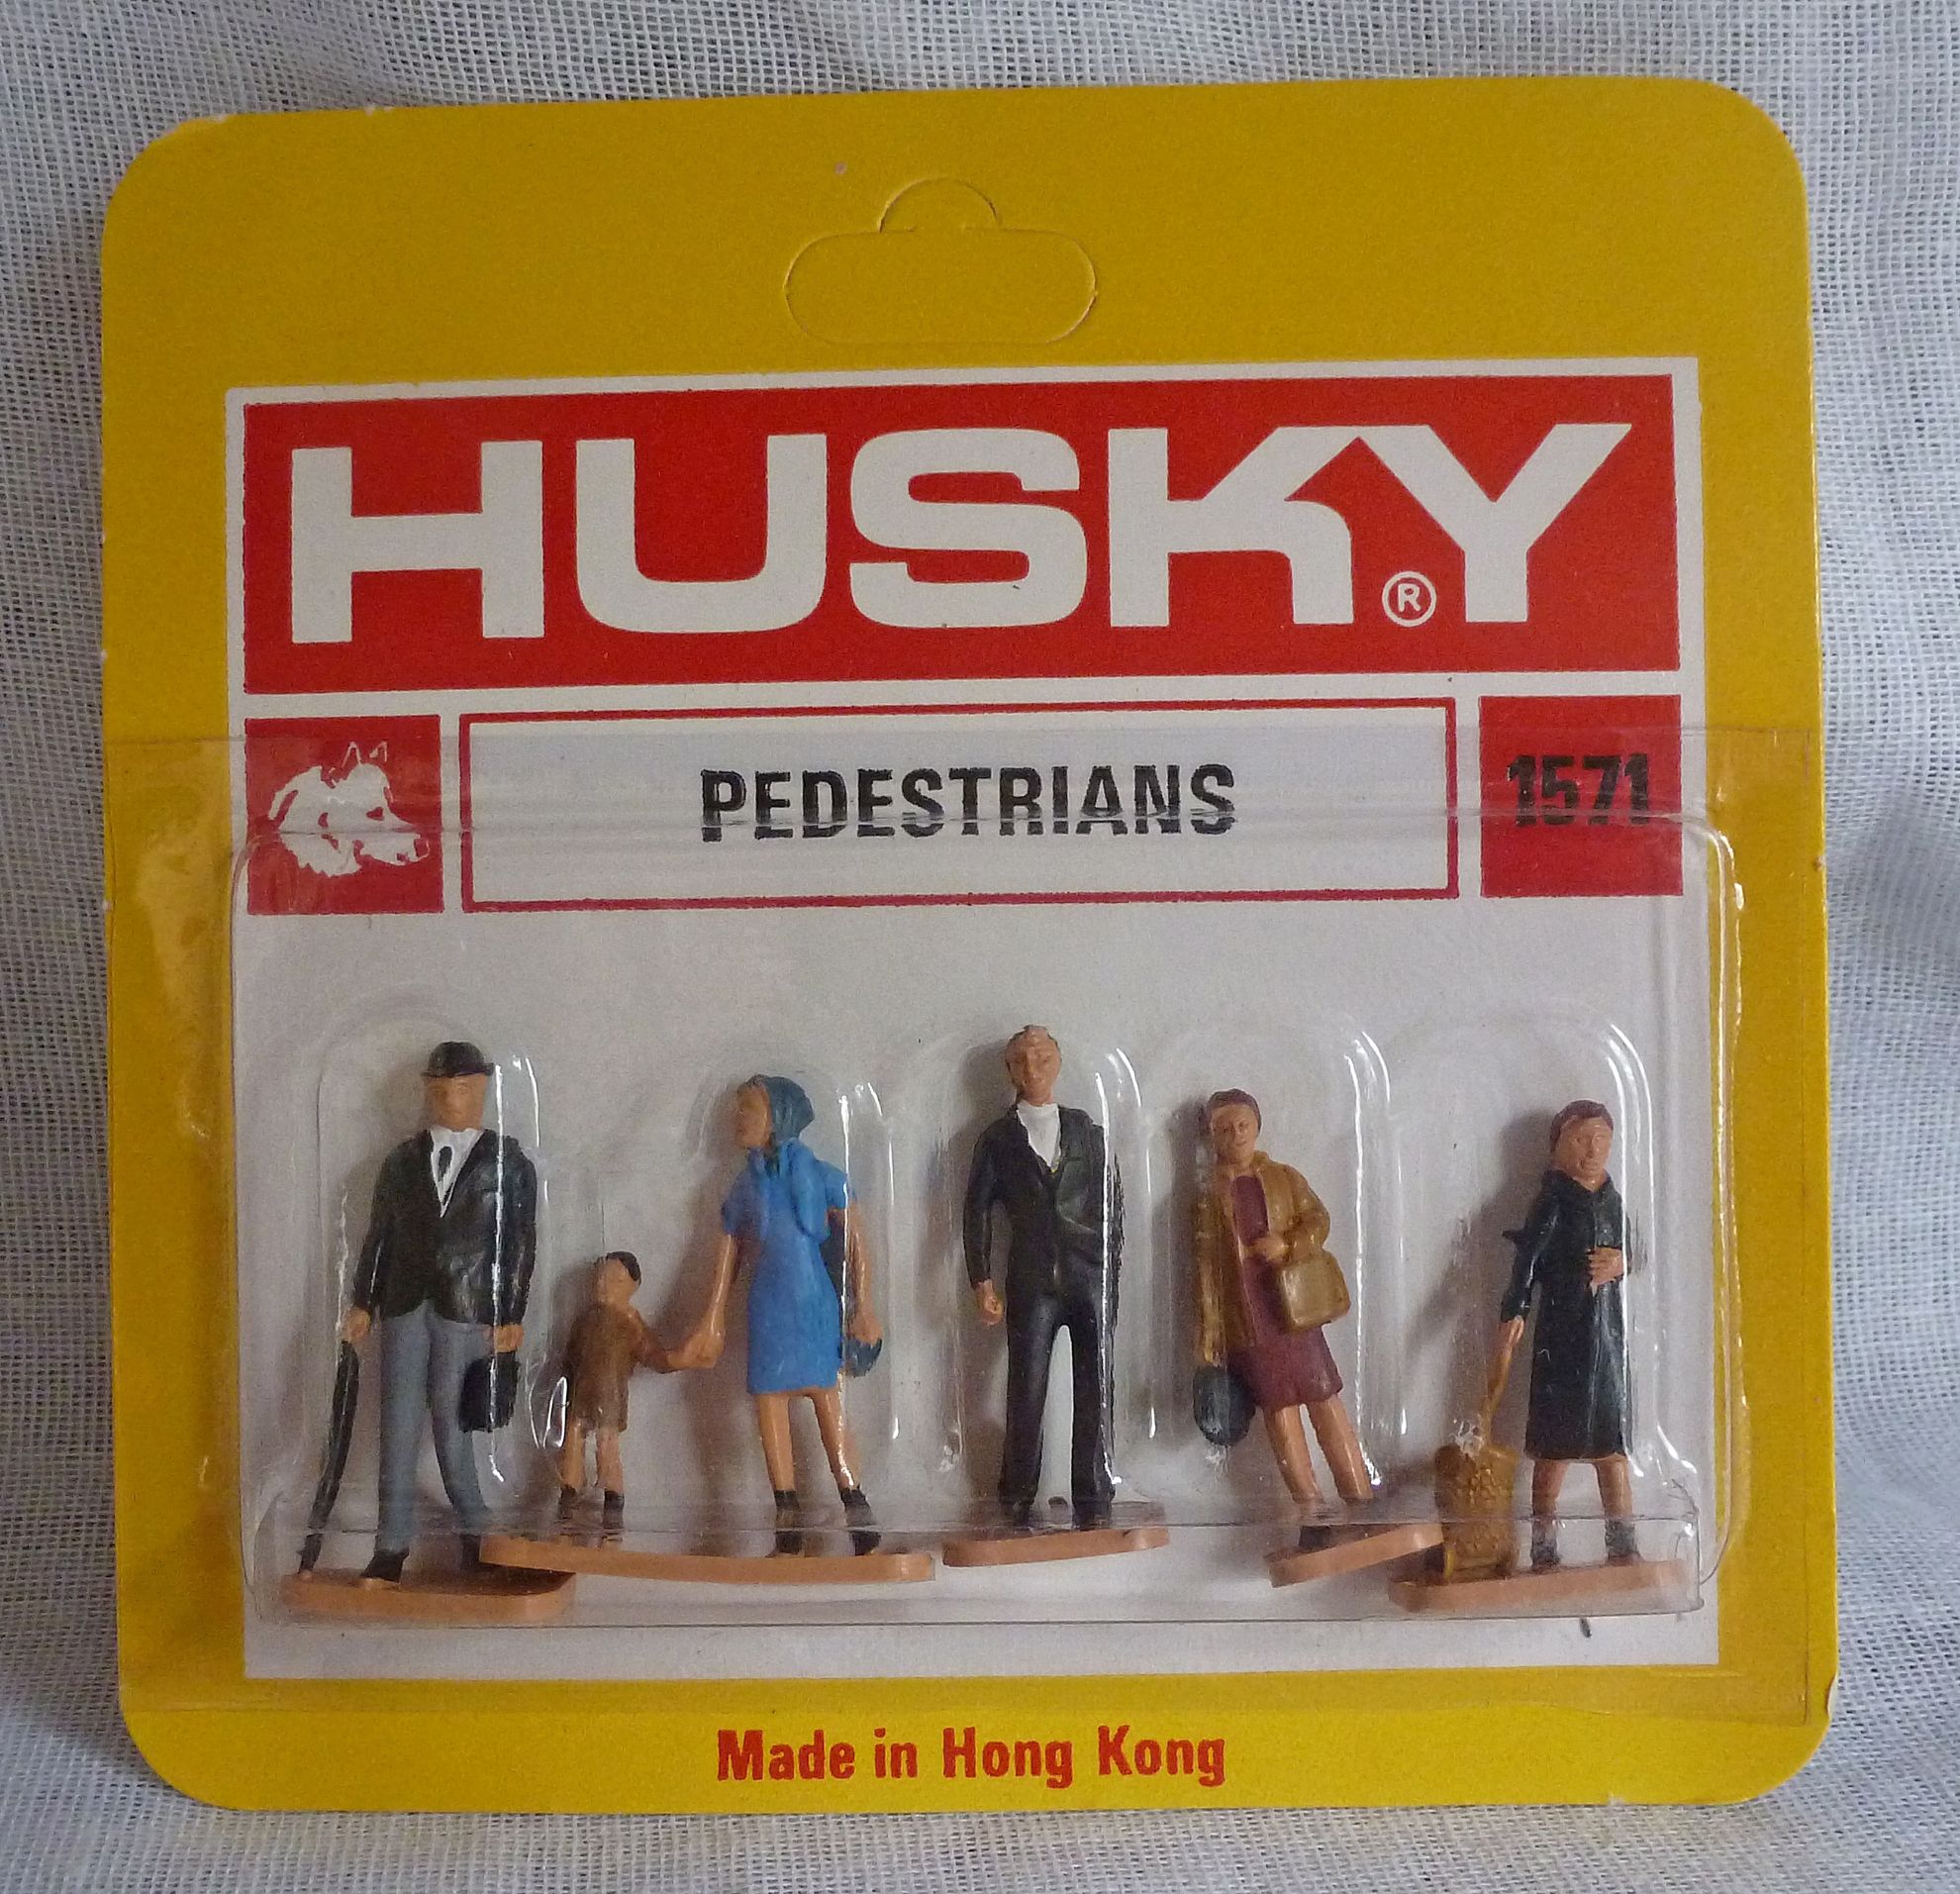 HUSKY®
PEDESTRIANS
1571
Made in Hong Kong